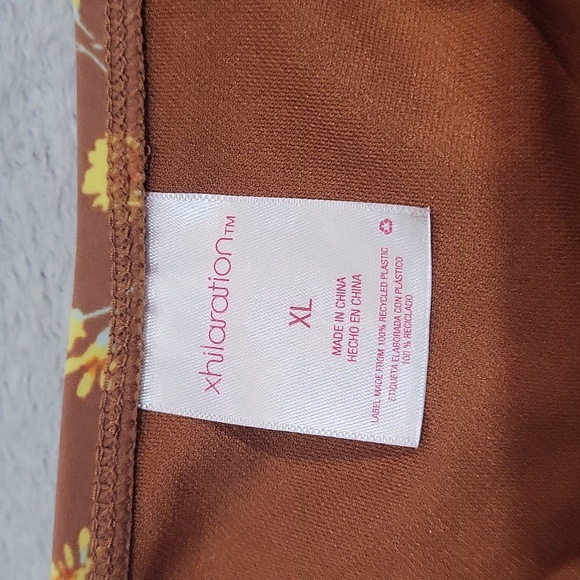 xhilaration™
XL
MADE IN CHINA
HECHO EN CHINA
LABEL MADE FROM 100% RECYCLED PLASTIC
ETIQUETA ELABORADA CON PLÁSTICO
100 % RECICLADO